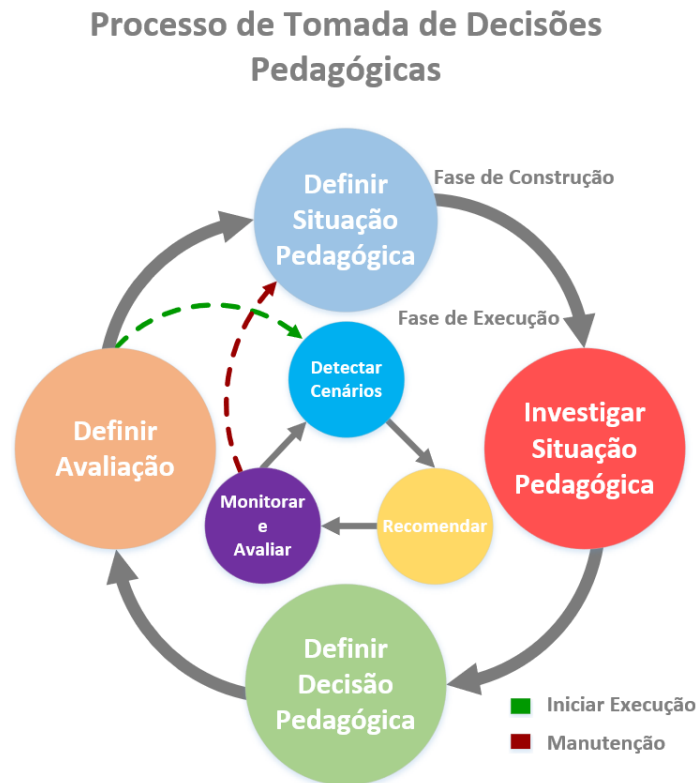 Processo de Tomada de Decisões
Pedagógicas
Definir
Situação
Pedagógica
Fase de Construção
Fase de Execução
Detectar
Cenários
Definir
Avaliação
Investigar
Situação
Pedagógica
Monitorar
e
Avaliar
Recomendar
Definir
Decisão
Pedagógica
Iniciar Execução
Manutenção